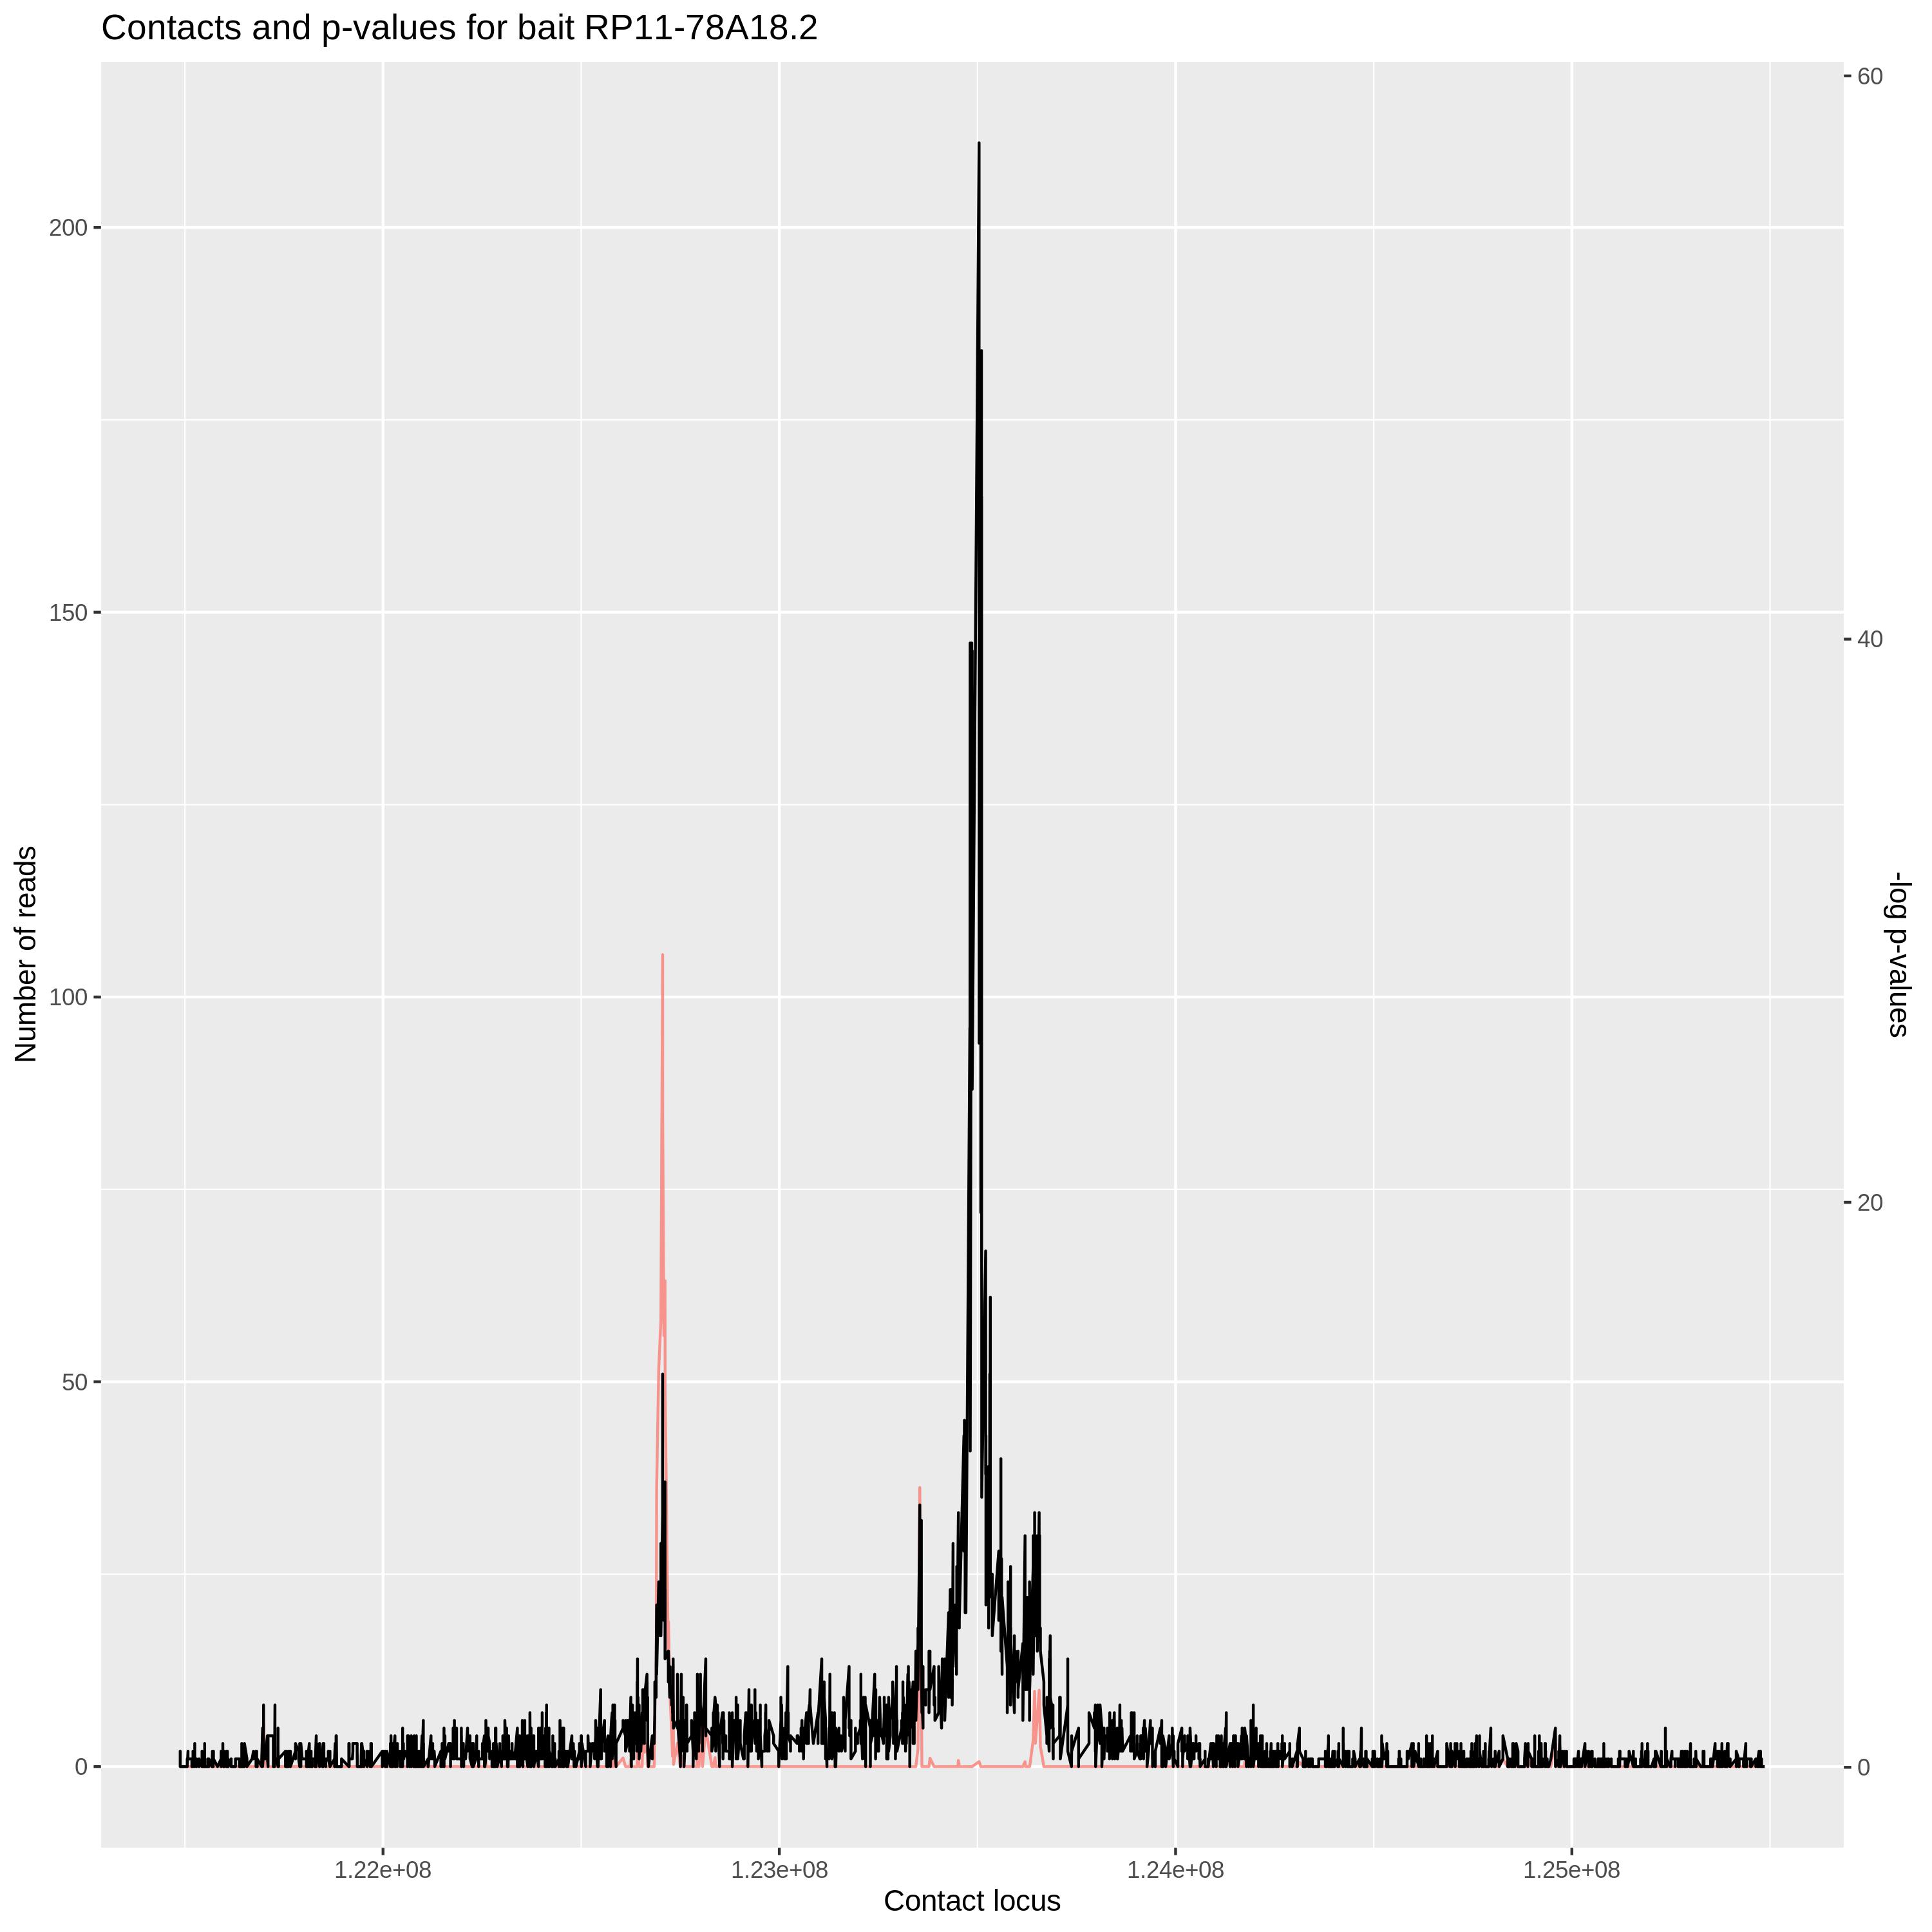 Contacts and p-values for bait RP11-78A18.2
Number of reads
200
150
100
50
0
60
40
20
0
-log p-values
1.22e+08 1.23e+08 1.24e+08 1.25e+08
Contact locus